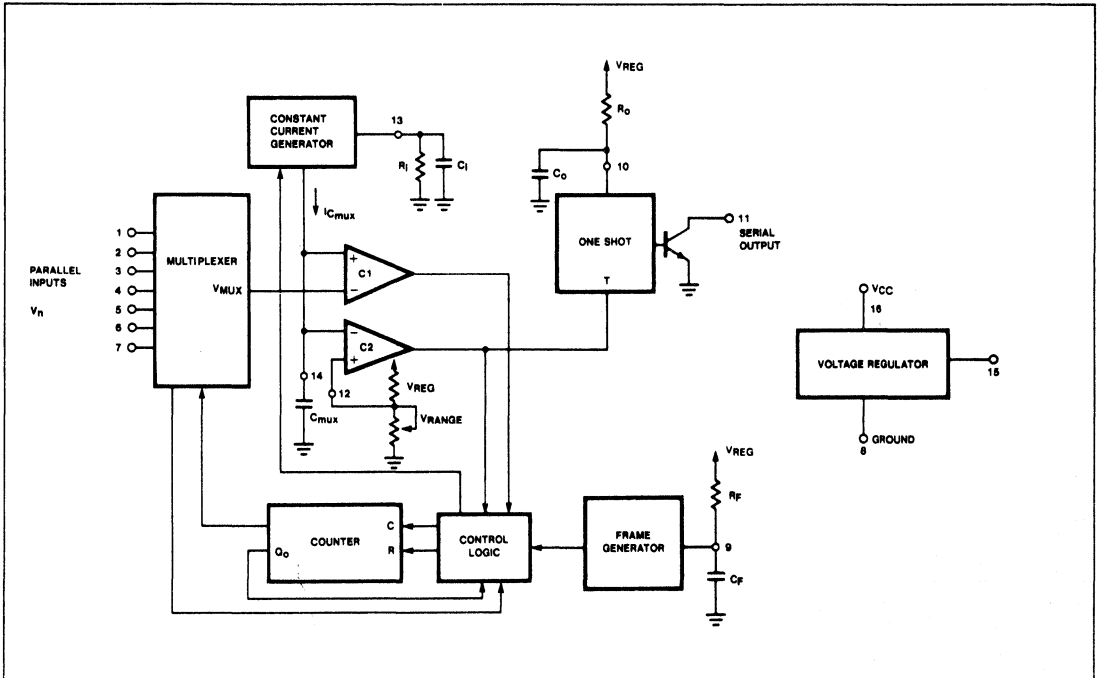 VREG
Ro
Co
10
CONSTANT
CURRENT
GENERATOR
13
Ri
Ci
ICmux
ONE SHOT
T
11
SERIAL
OUTPUT
PARALLEL
INPUTS
Vn
1
2
3
4
5
6
7
MULTIPLEXER
VMUX
+
C1
−
−
C2
+
14
12
Cmux
VREG
VRANGE
VCC
16
VOLTAGE REGULATOR
15
GROUND
8
COUNTER
C
R
Qo
CONTROL
LOGIC
FRAME
GENERATOR
VREG
RF
9
CF